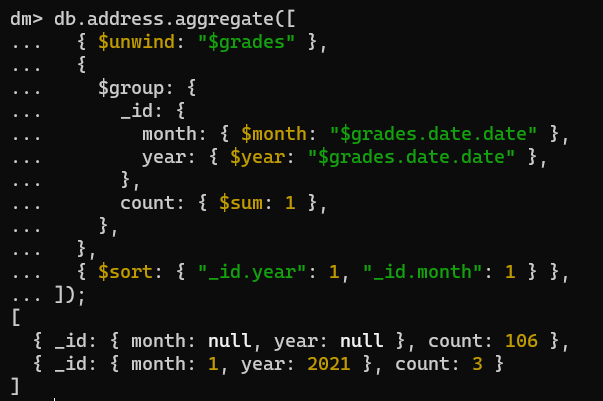 dm> db.address.aggregate([
...   { $unwind: "$grades" },
...   {
...     $group: {
...       _id: {
...         month: { $month: "$grades.date.date" },
...         year: { $year: "$grades.date.date" },
...       },
...       count: { $sum: 1 },
...     },
...   },
...   { $sort: { "_id.year": 1, "_id.month": 1 } },
... ]);
[
  { _id: { month: null, year: null }, count: 106 },
  { _id: { month: 1, year: 2021 }, count: 3 }
]